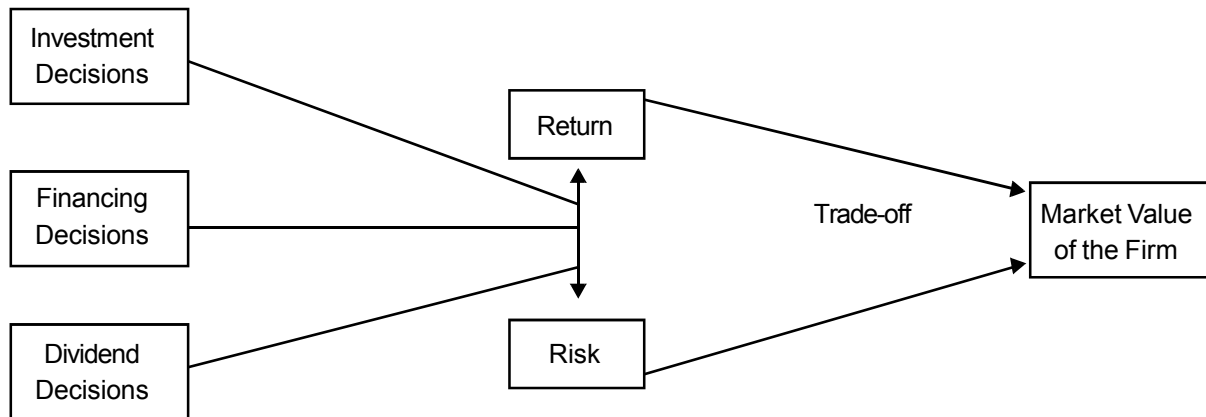 Investment
Decisions
Return
Financing
Decisions
Trade-off
Market Value
of the Firm
Dividend
Decisions
Risk